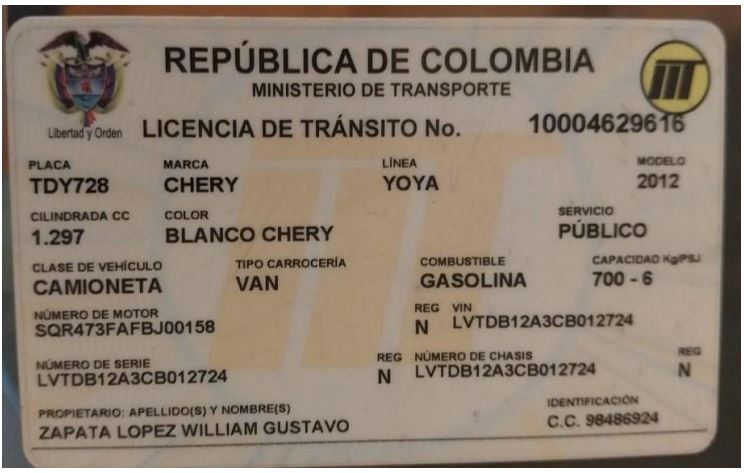 REPÚBLICA DE COLOMBIA
MINISTERIO DE TRANSPORTE
Libertad y Orden
LICENCIA DE TRÁNSITO No. 10004629616
PLACA MARCA LÍNEA MODELO
TDY728 CHERY YOYA 2012
CILINDRADA CC COLOR SERVICIO
1.297 BLANCO CHERY PÚBLICO
CLASE DE VEHÍCULO TIPO CARROCERÍA COMBUSTIBLE CAPACIDAD Kg/PSJ
CAMIONETA VAN GASOLINA 700 - 6
NÚMERO DE MOTOR REG VIN
SQR473FAFBJ00158 N LVTDB12A3CB012724
NÚMERO DE SERIE REG NÚMERO DE CHASIS REG
LVTDB12A3CB012724 N LVTDB12A3CB012724 N
PROPIETARIO: APELLIDO(S) Y NOMBRE(S) IDENTIFICACIÓN
ZAPATA LOPEZ WILLIAM GUSTAVO C.C. 98486924